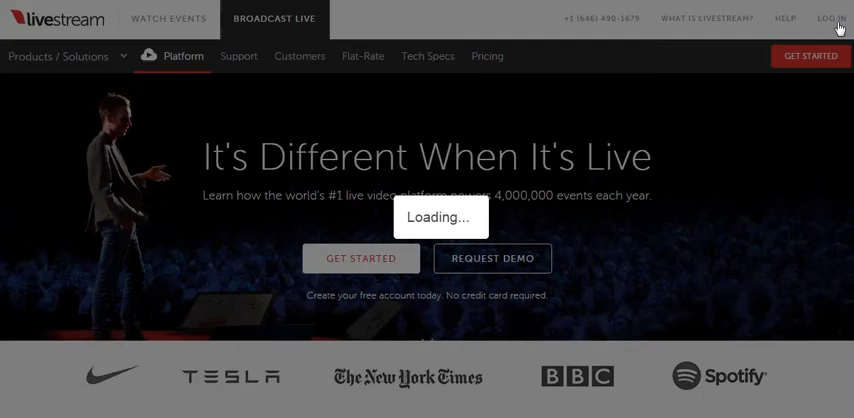 livestream WATCH EVENTS BROADCAST LIVE +1 (646) 490-1679 WHAT IS LIVESTREAM? HELP LOG IN
Products / Solutions Platform Support Customers Flat-Rate Tech Specs Pricing GET STARTED
It's Different When It's Live
Learn how the world's #1 live video platform powers 4,000,000 events each year.
Loading...
GET STARTED REQUEST DEMO
Create your free account today. No credit card required.
TESLA The New York Times BBC Spotify